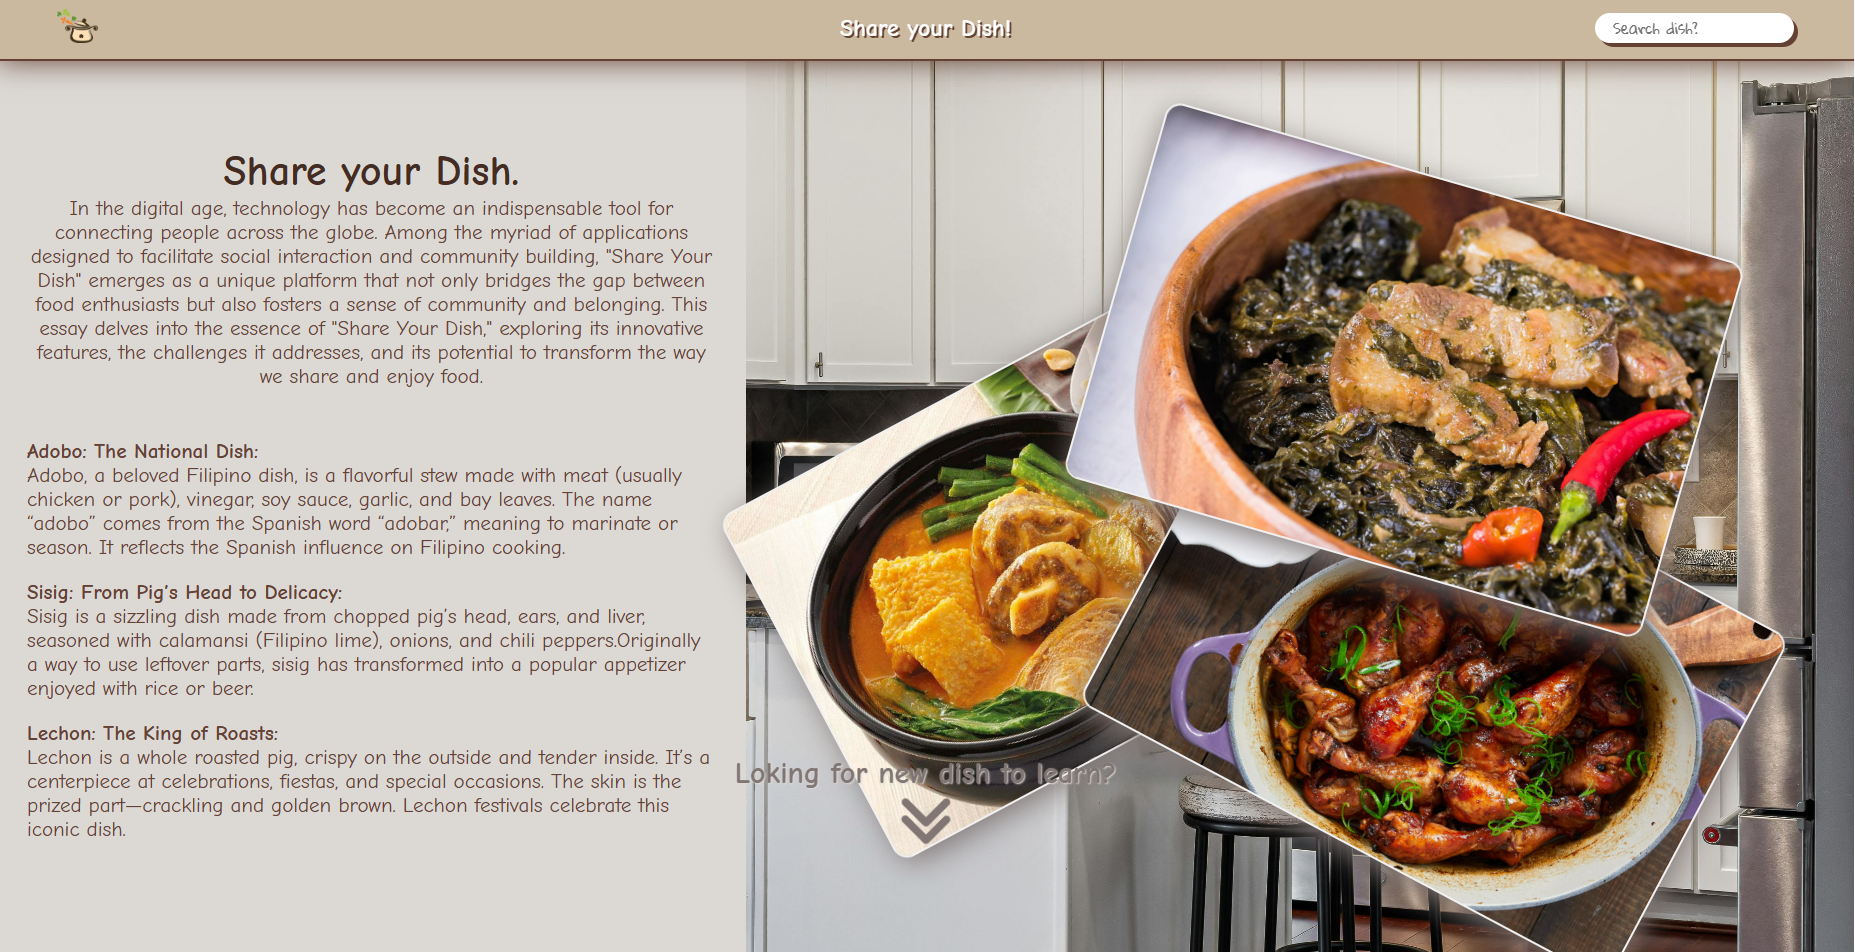 Share your Dish!
Search dish?
Share your Dish.
In the digital age, technology has become an indispensable tool for
connecting people across the globe. Among the myriad of applications
designed to facilitate social interaction and community building, "Share Your
Dish" emerges as a unique platform that not only bridges the gap between
food enthusiasts but also fosters a sense of community and belonging. This
essay delves into the essence of "Share Your Dish," exploring its innovative
features, the challenges it addresses, and its potential to transform the way
we share and enjoy food.
Adobo: The National Dish:
Adobo, a beloved Filipino dish, is a flavorful stew made with meat (usually
chicken or pork), vinegar, soy sauce, garlic, and bay leaves. The name
“adobo” comes from the Spanish word “adobar,” meaning to marinate or
season. It reflects the Spanish influence on Filipino cooking.
Sisig: From Pig’s Head to Delicacy:
Sisig is a sizzling dish made from chopped pig’s head, ears, and liver,
seasoned with calamansi (Filipino lime), onions, and chili peppers.Originally
a way to use leftover parts, sisig has transformed into a popular appetizer
enjoyed with rice or beer.
Lechon: The King of Roasts:
Lechon is a whole roasted pig, crispy on the outside and tender inside. It’s a
centerpiece at celebrations, fiestas, and special occasions. The skin is the
prized part—crackling and golden brown. Lechon festivals celebrate this
iconic dish.
Loking for new dish to learn?